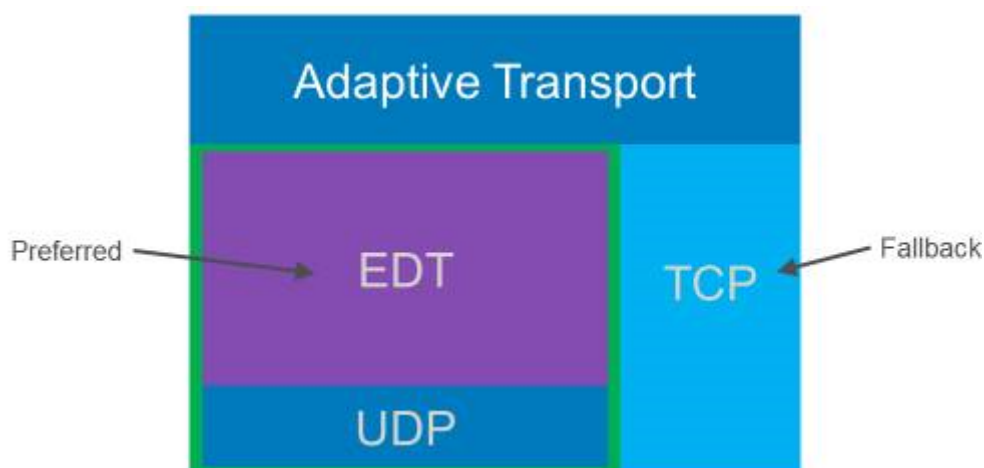 Adaptive Transport
Preferred
EDT
TCP
Fallback
UDP